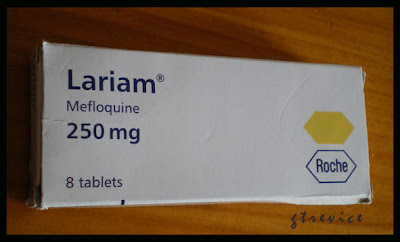 Lariam®
Mefloquine
250 mg
8 tablets
Roche
gtsevice